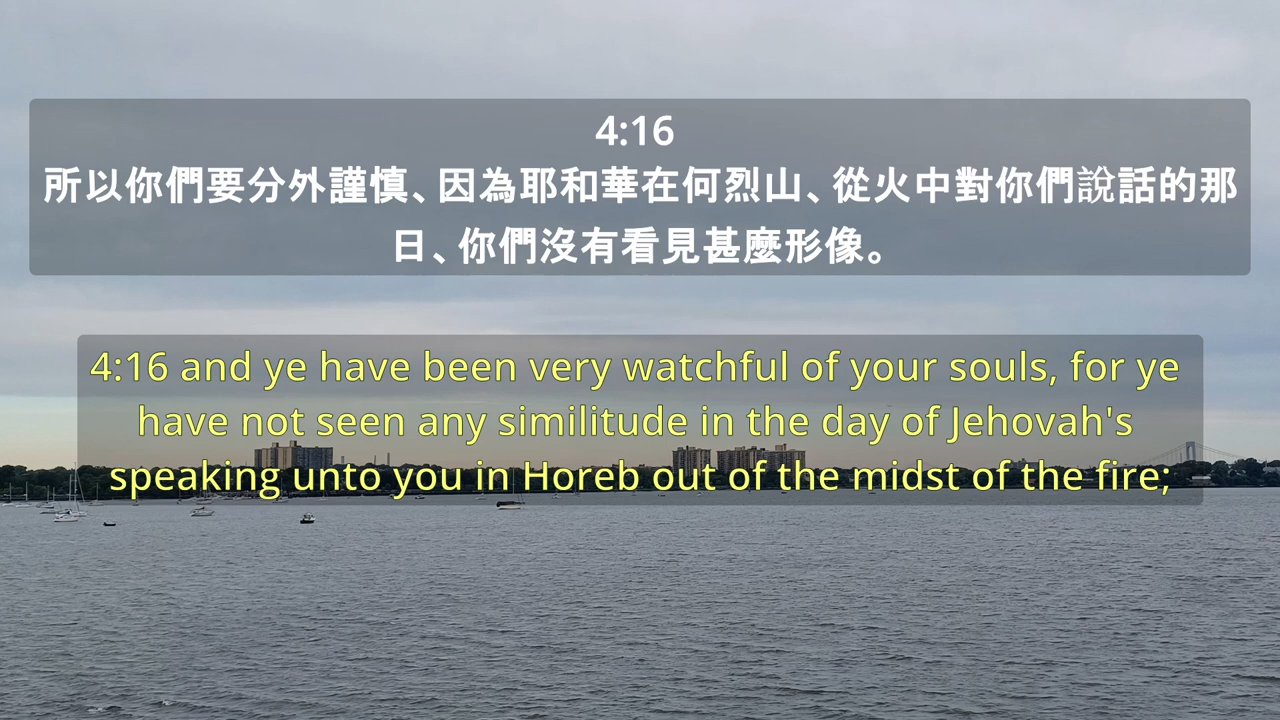 4:16
所以你們要分外謹慎、因為耶和華在何烈山、從火中對你們說話的那
日、你們沒有看見甚麼形像。
4:16 and ye have been very watchful of your souls, for ye
have not seen any similitude in the day of Jehovah's
speaking unto you in Horeb out of the midst of the fire;